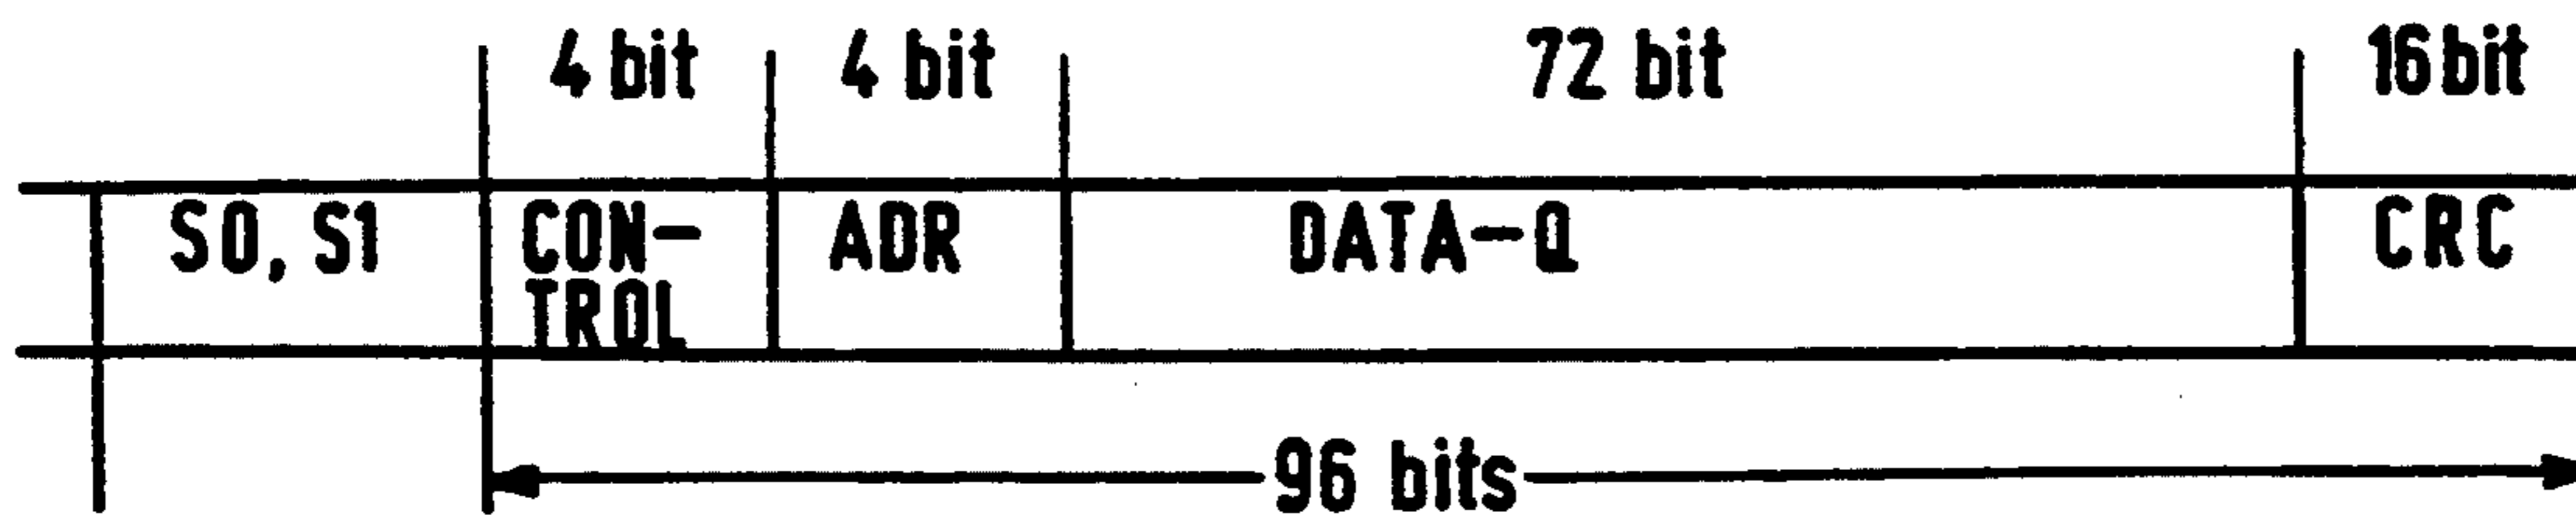 4 bit 4 bit 72 bit 16 bit
S0, S1 CON- ADR DATA-Q CRC
TROL
96 bits